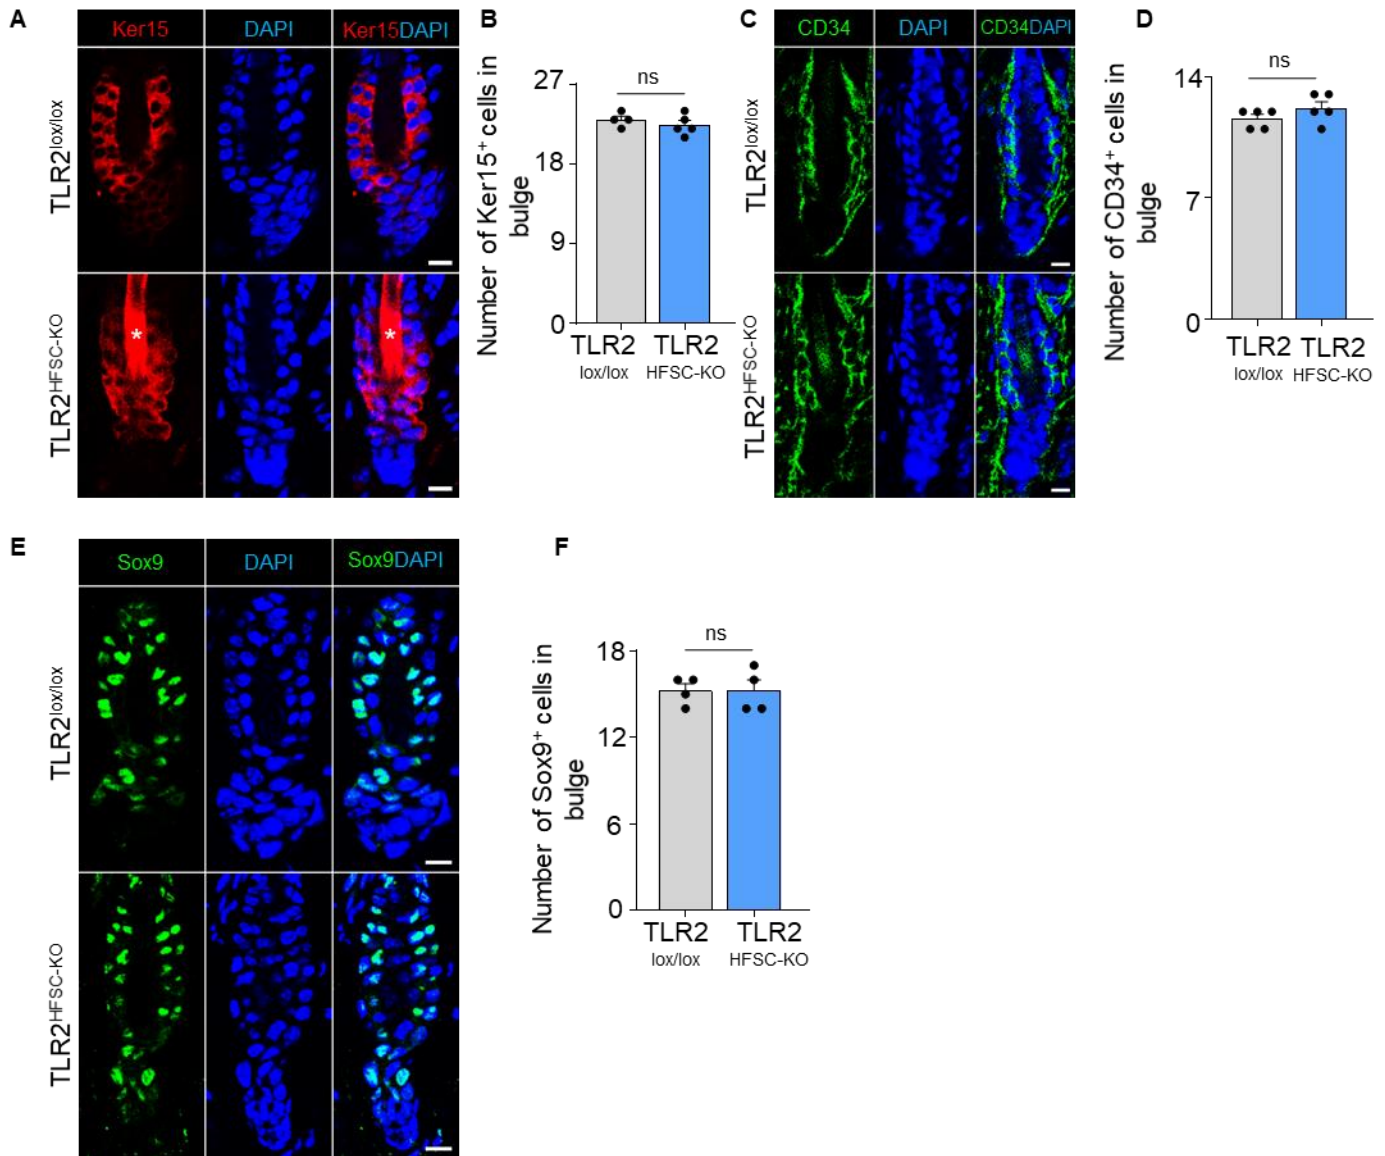 A
Ker15
DAPI
Ker15DAPI
TLR2lox/lox
TLR2HFSC-KO
*
*
B
Number of Ker15+ cells in
bulge
27
18
9
0
ns
TLR2
lox/lox
TLR2
HFSC-KO
C
CD34
DAPI
CD34DAPI
TLR2lox/lox
TLR2HFSC-KO
D
Number of CD34+ cells in
bulge
14
7
0
ns
TLR2
lox/lox
TLR2
HFSC-KO
E
Sox9
DAPI
Sox9DAPI
TLR2lox/lox
TLR2HFSC-KO
F
Number of Sox9+ cells in
bulge
18
12
6
0
ns
TLR2
lox/lox
TLR2
HFSC-KO